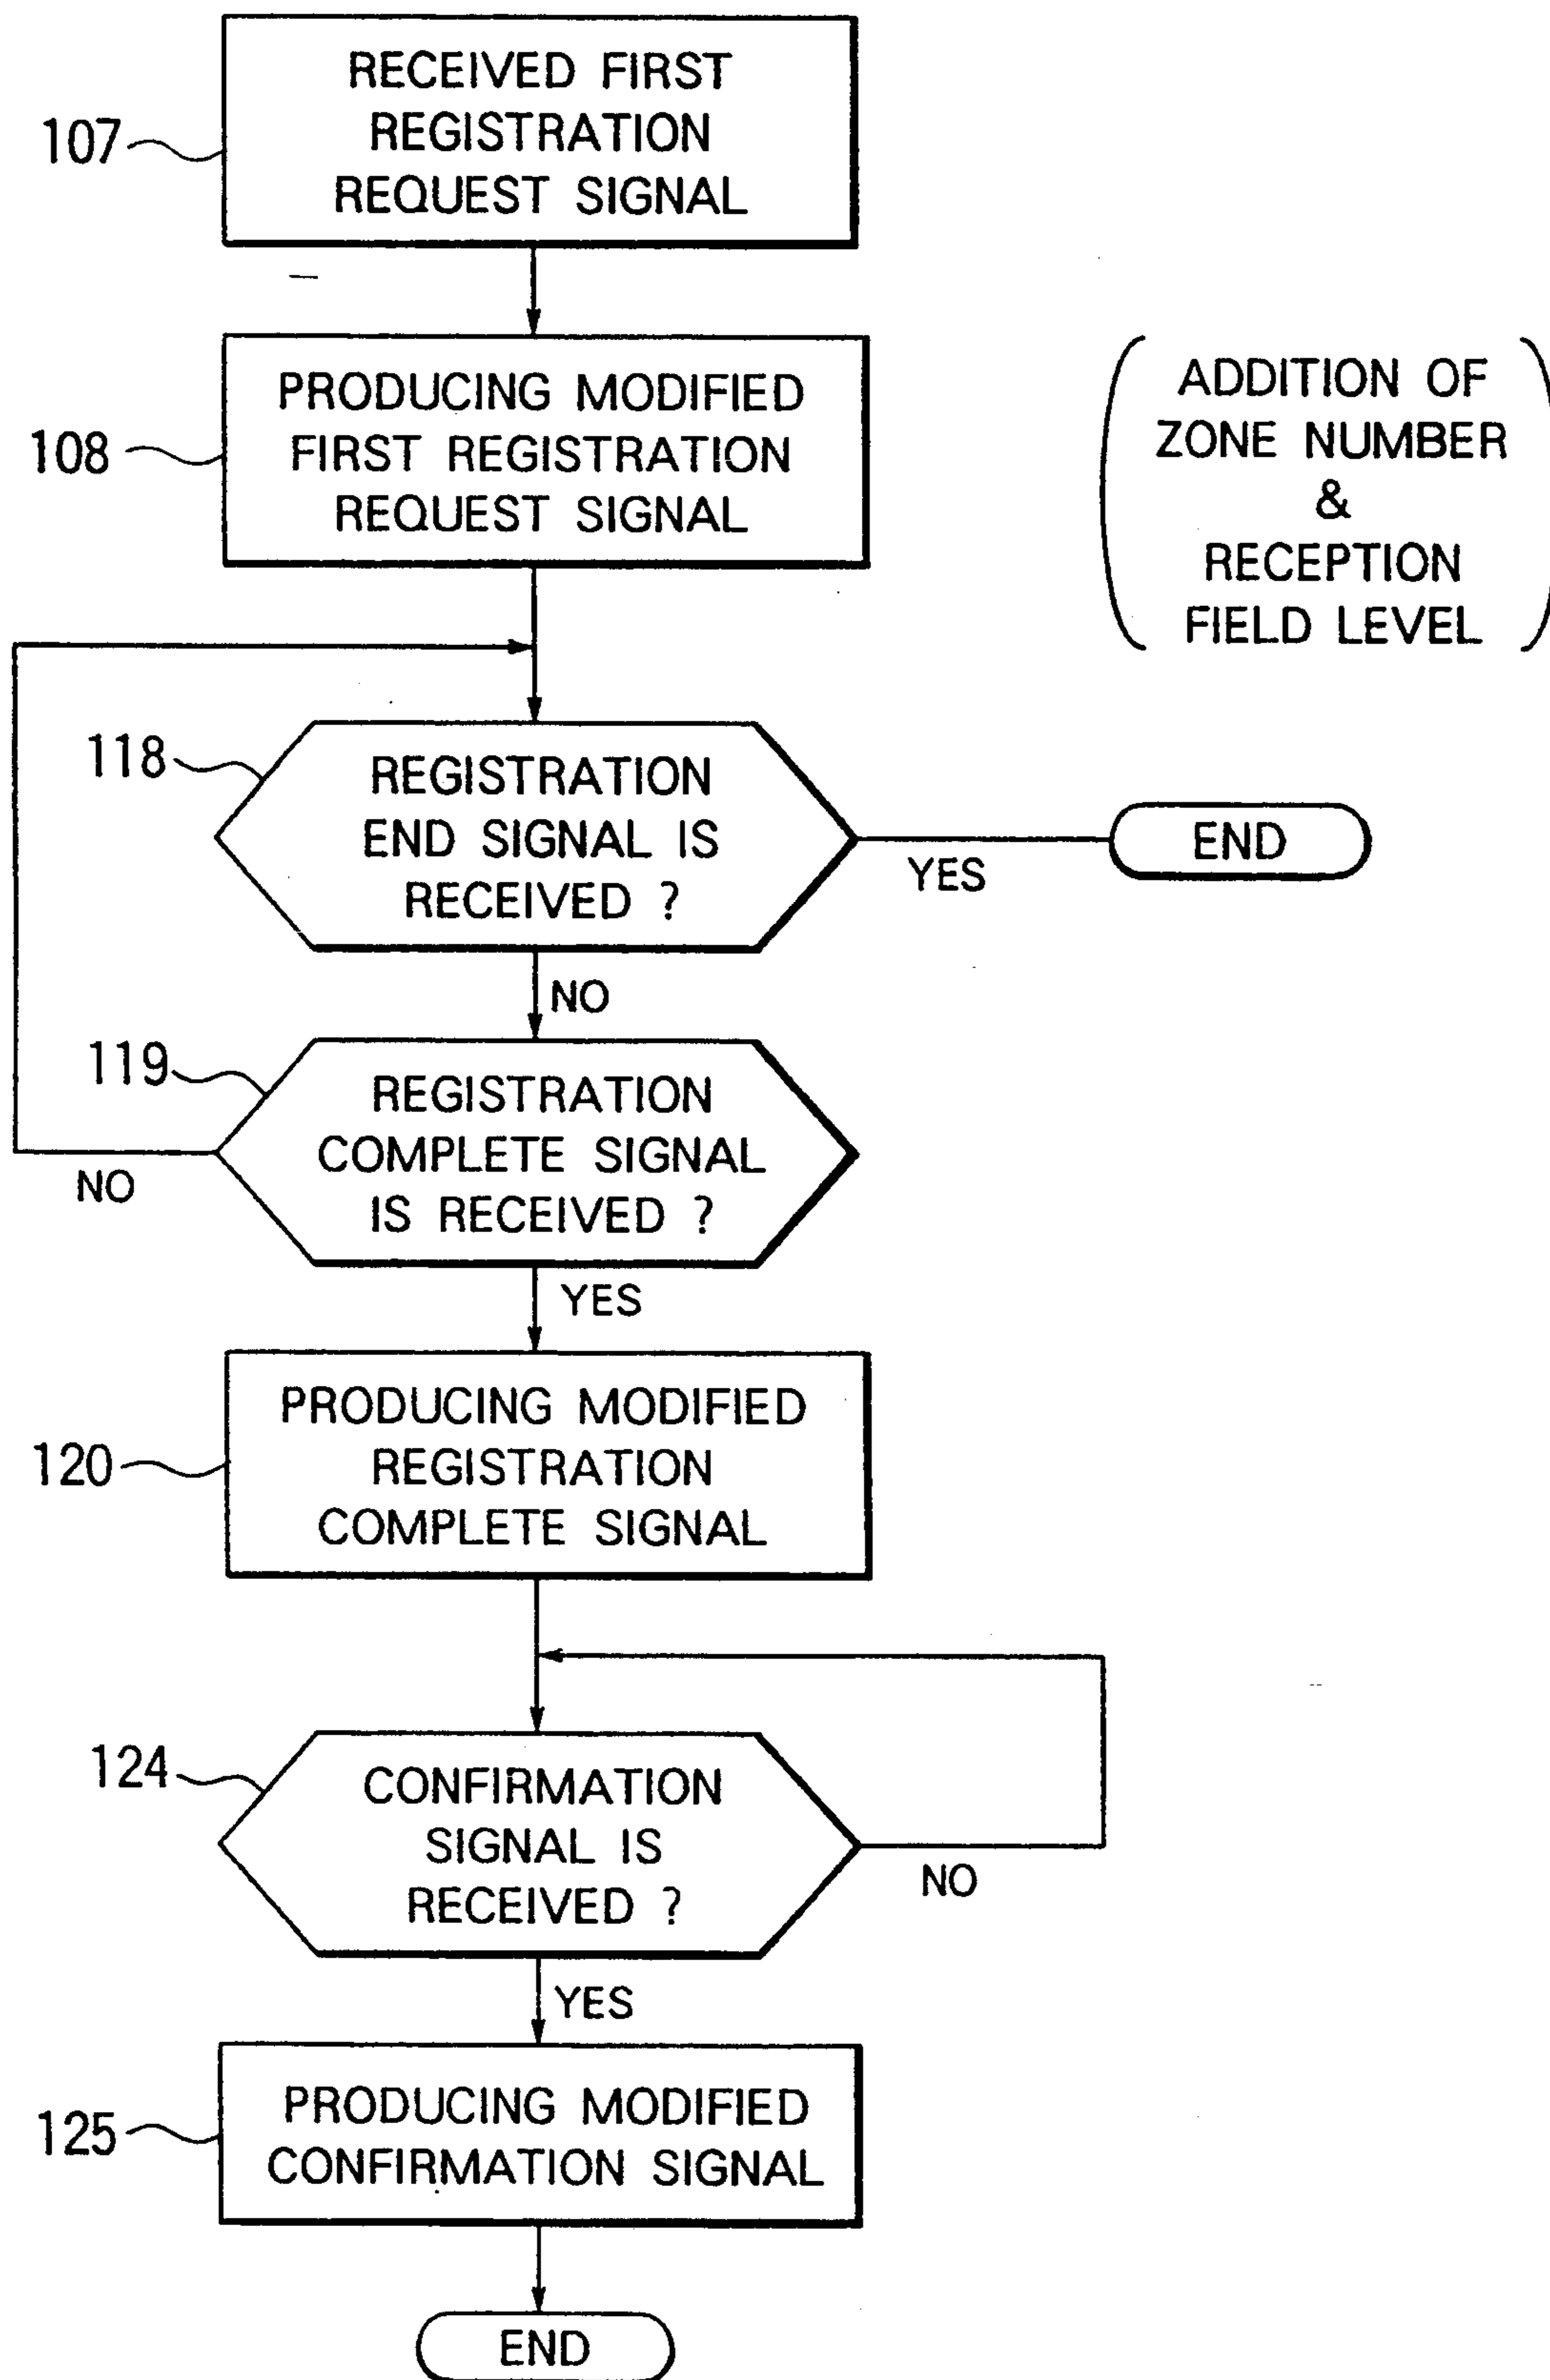 RECEIVED FIRST
REGISTRATION
REQUEST SIGNAL
107
PRODUCING MODIFIED
FIRST REGISTRATION
REQUEST SIGNAL
108
ADDITION OF
ZONE NUMBER
&
RECEPTION
FIELD LEVEL
118
REGISTRATION
END SIGNAL IS
RECEIVED ?
YES
END
NO
119
REGISTRATION
COMPLETE SIGNAL
IS RECEIVED ?
NO
YES
PRODUCING MODIFIED
REGISTRATION
COMPLETE SIGNAL
120
124
CONFIRMATION
SIGNAL IS
RECEIVED ?
NO
YES
PRODUCING MODIFIED
CONFIRMATION SIGNAL
125
END